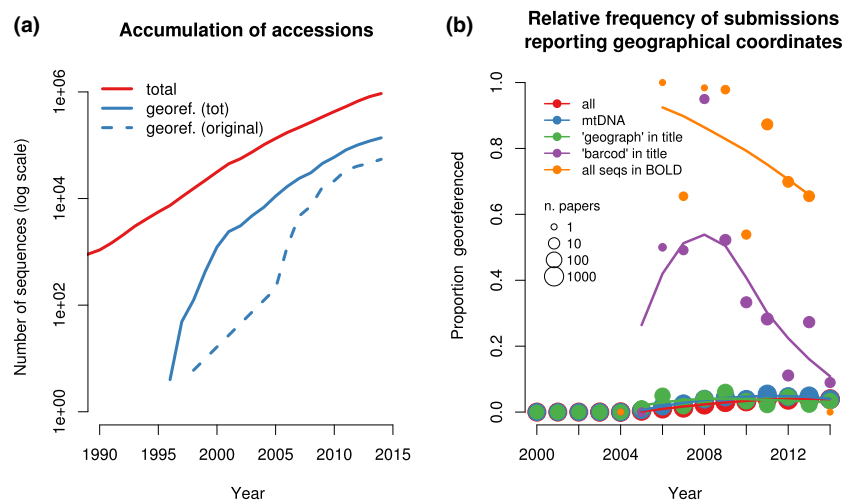 (a)
Accumulation of accessions
total
georef. (tot)
georef. (original)
Number of sequences (log scale)
1e+00
1e+02
1e+04
1e+06
1990
1995
2000
2005
2010
2015
Year
(b)
Relative frequency of submissions
reporting geographical coordinates
all
mtDNA
'geograph' in title
'barcod' in title
all seqs in BOLD
n. papers
1
10
100
1000
Proportion georeferenced
0.0
0.2
0.4
0.6
0.8
1.0
2000
2004
2008
2012
Year